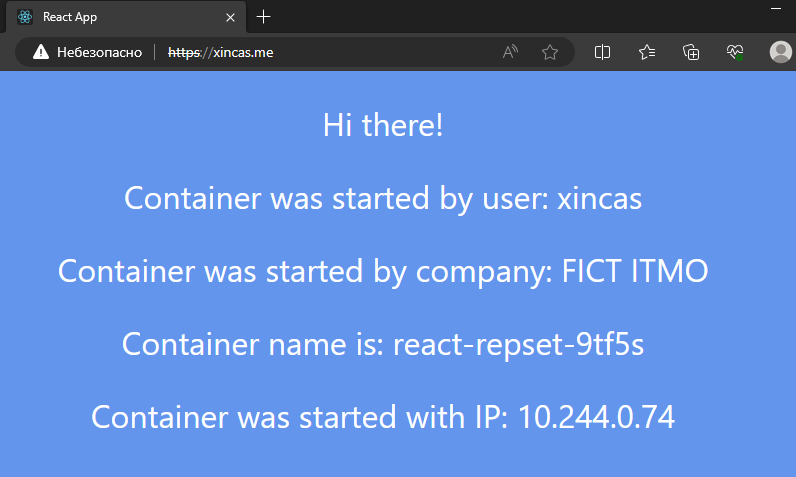 React App
Небезопасно https://xincas.me
Hi there!
Container was started by user: xincas
Container was started by company: FICT ITMO
Container name is: react-repset-9tf5s
Container was started with IP: 10.244.0.74